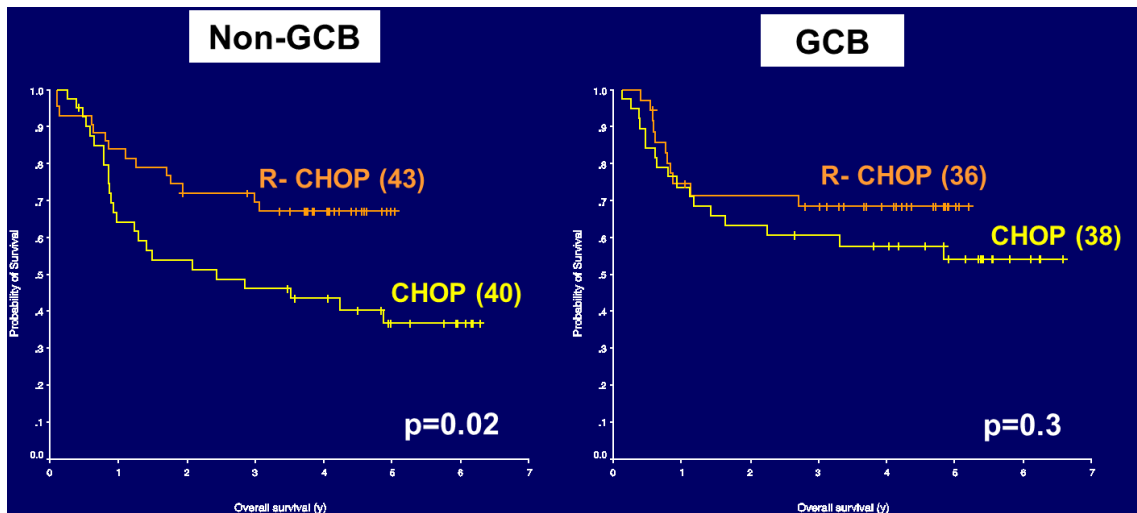 Non-GCB
1.0
.9
.8
.7
.6
.5
.4
.3
.2
.1
0.0
Probability of Survival
R- CHOP (43)
CHOP (40)
p=0.02
0 1 2 3 4 5 6 7
Overall survival (y)
GCB
1.0
.9
.8
.7
.6
.5
.4
.3
.2
.1
0.0
Probability of Survival
R- CHOP (36)
CHOP (38)
p=0.3
0 1 2 3 4 5 6 7
Overall survival (y)